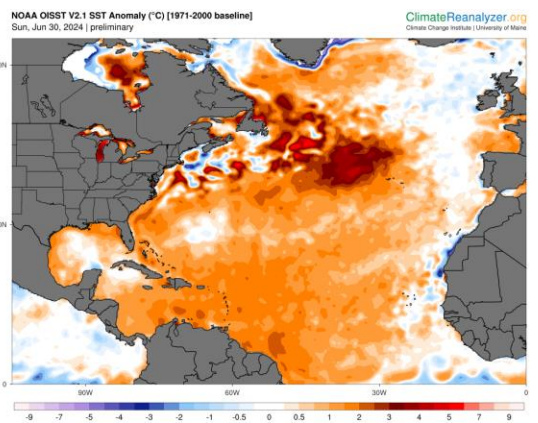 NOAA OISST V2.1 SST Anomaly (°C) [1971-2000 baseline]
ClimateReanalyzer.org
Sun, Jun 30, 2024 | preliminary
Climate Change Institute | University of Maine
0
90W
60W
30W
0
-9 -7 -5 -4 -3 -2 -1 -0.5 0 0.5 1 2 3 4 5 7 9